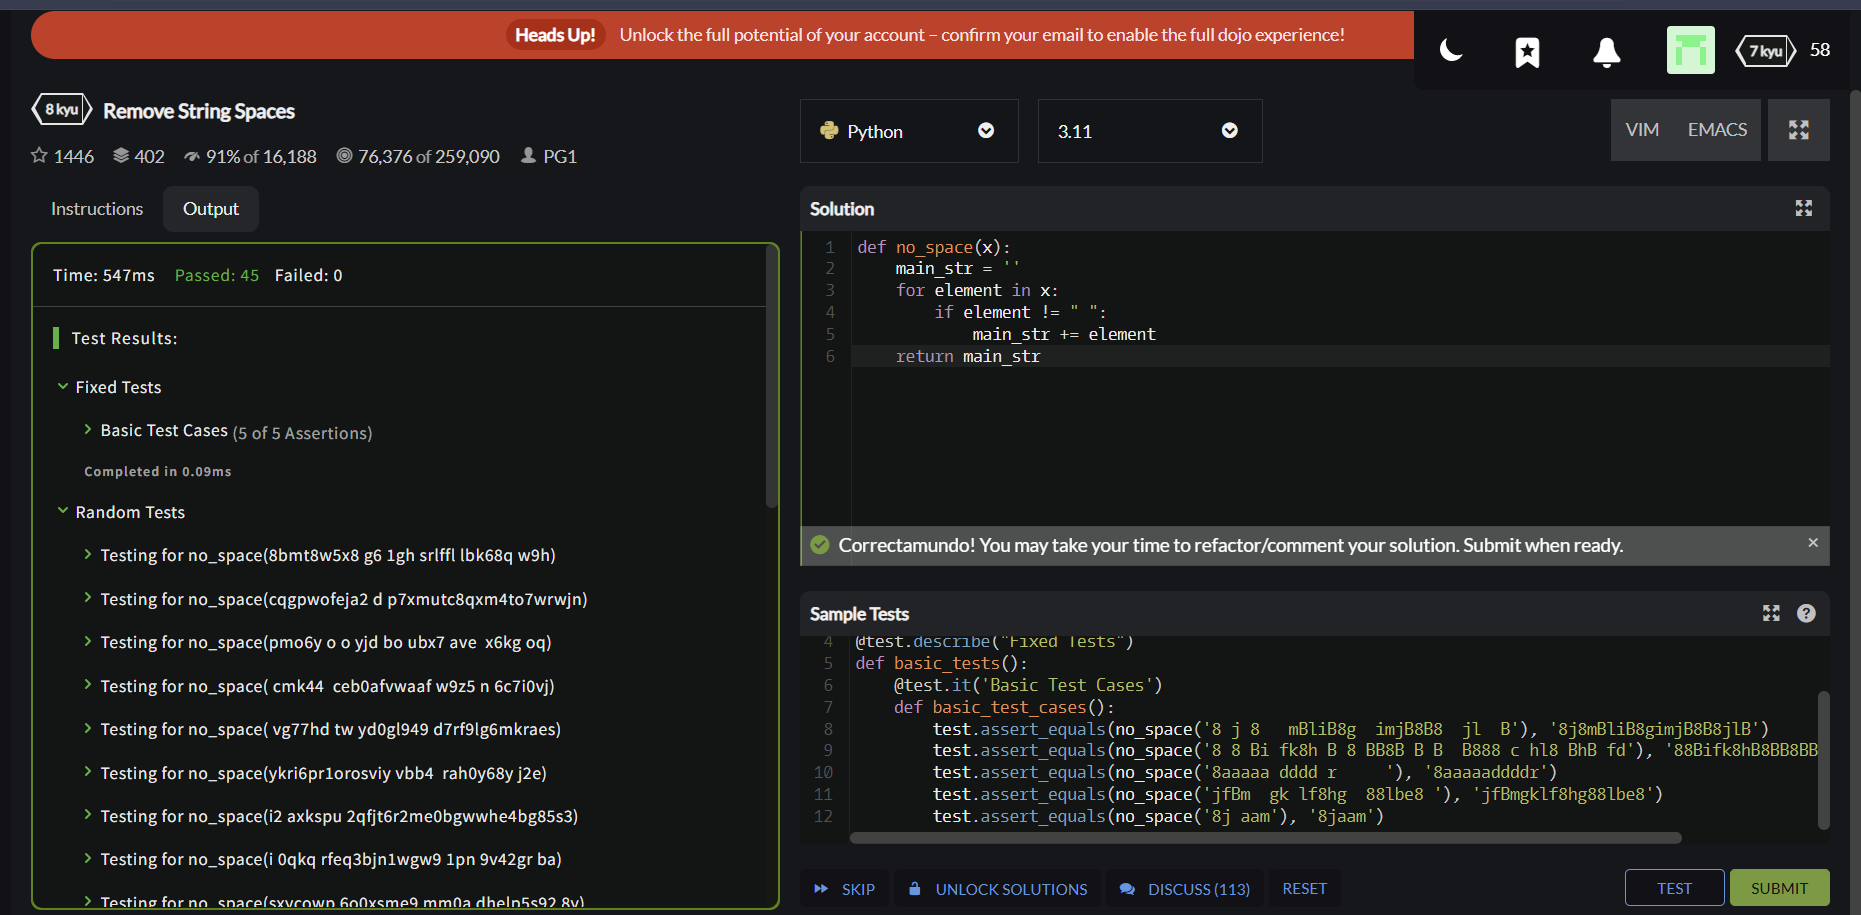 Heads Up! Unlock the full potential of your account – confirm your email to enable the full dojo experience!
7 kyu 58
8 kyu Remove String Spaces
1446 402 91% of 16,188 76,376 of 259,090 PG1
Instructions Output
Time: 547ms Passed: 45 Failed: 0
Test Results:
Fixed Tests
Basic Test Cases (5 of 5 Assertions)
Completed in 0.09ms
Random Tests
Testing for no_space(8bmt8w5x8 g6 1gh srlffl lbk68q w9h)
Testing for no_space(cqgpwofeja2 d p7xmutc8qxm4to7wrwjn)
Testing for no_space(pmo6y o o yjd bo ubx7 ave  x6kg oq)
Testing for no_space( cmk44  ceb0afvwaaf w9z5 n 6c7i0vj)
Testing for no_space( vg77hd tw yd0gl949 d7rf9lg6mkraes)
Testing for no_space(ykri6pr1orosviy vbb4  rah0y68y j2e)
Testing for no_space(i2 axkspu 2qfjt6r2me0bgwwhe4bg85s3)
Testing for no_space(i 0qkq rfeq3bjn1wgw9 1pn 9v42gr ba)
Testing for no_space(sxvcowp 6o0xsme9 mm0a dhelp5s92 8v)
Python 3.11
VIM EMACS
Solution
1 def no_space(x):
2     main_str = ''
3     for element in x:
4         if element != " ":
5             main_str += element
6     return main_str
Correctamundo! You may take your time to refactor/comment your solution. Submit when ready. ×
Sample Tests
4 @test.describe("Fixed Tests")
5 def basic_tests():
6     @test.it('Basic Test Cases')
7     def basic_test_cases():
8         test.assert_equals(no_space('8 j 8   mBliB8g  imjB8B8  jl  B'), '8j8mBliB8gimjB8B8jlB')
9         test.assert_equals(no_space('8 8 Bi fk8h B 8 BB8B B B  B888 c hl8 BhB fd'), '88Bifk8hB8BB8BB
10         test.assert_equals(no_space('8aaaaa dddd r     '), '8aaaaaddddr')
11         test.assert_equals(no_space('jfBm  gk lf8hg  88lbe8 '), 'jfBmgklf8hg88lbe8')
12         test.assert_equals(no_space('8j aam'), '8jaam')
SKIP UNLOCK SOLUTIONS DISCUSS (113) RESET TEST SUBMIT